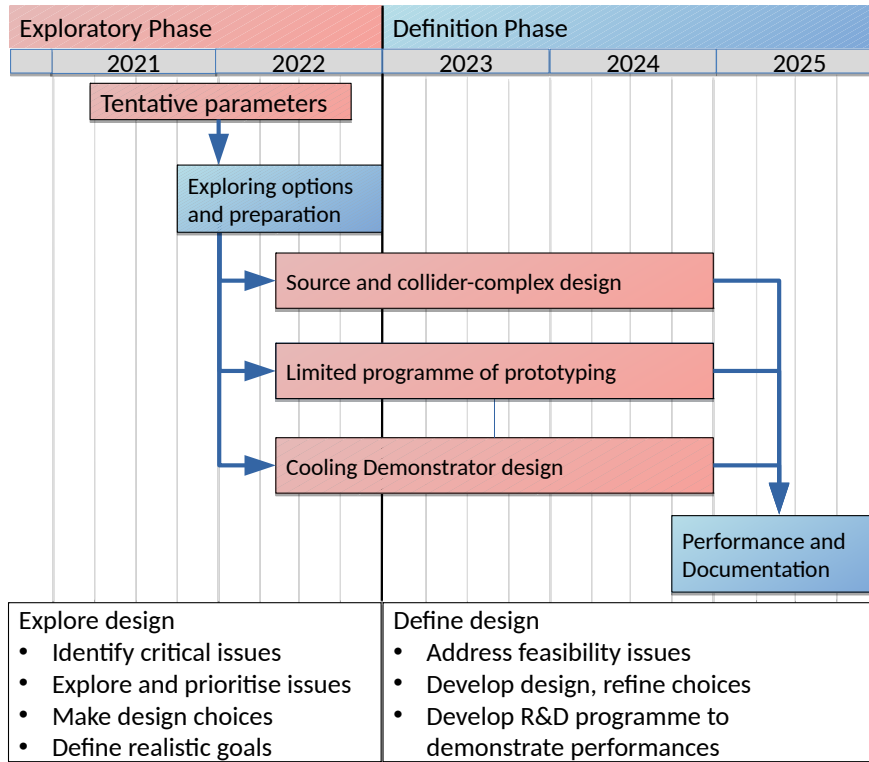 Exploratory Phase
Definition Phase
2021
2022
2023
2024
2025
Tentative parameters
Exploring options
and preparation
Source and collider-complex design
Limited programme of prototyping
Cooling Demonstrator design
Performance and
Documentation
Explore design
• Identify critical issues
• Explore and prioritise issues
• Make design choices
• Define realistic goals
Define design
• Address feasibility issues
• Develop design, refine choices
• Develop R&D programme to
demonstrate performances